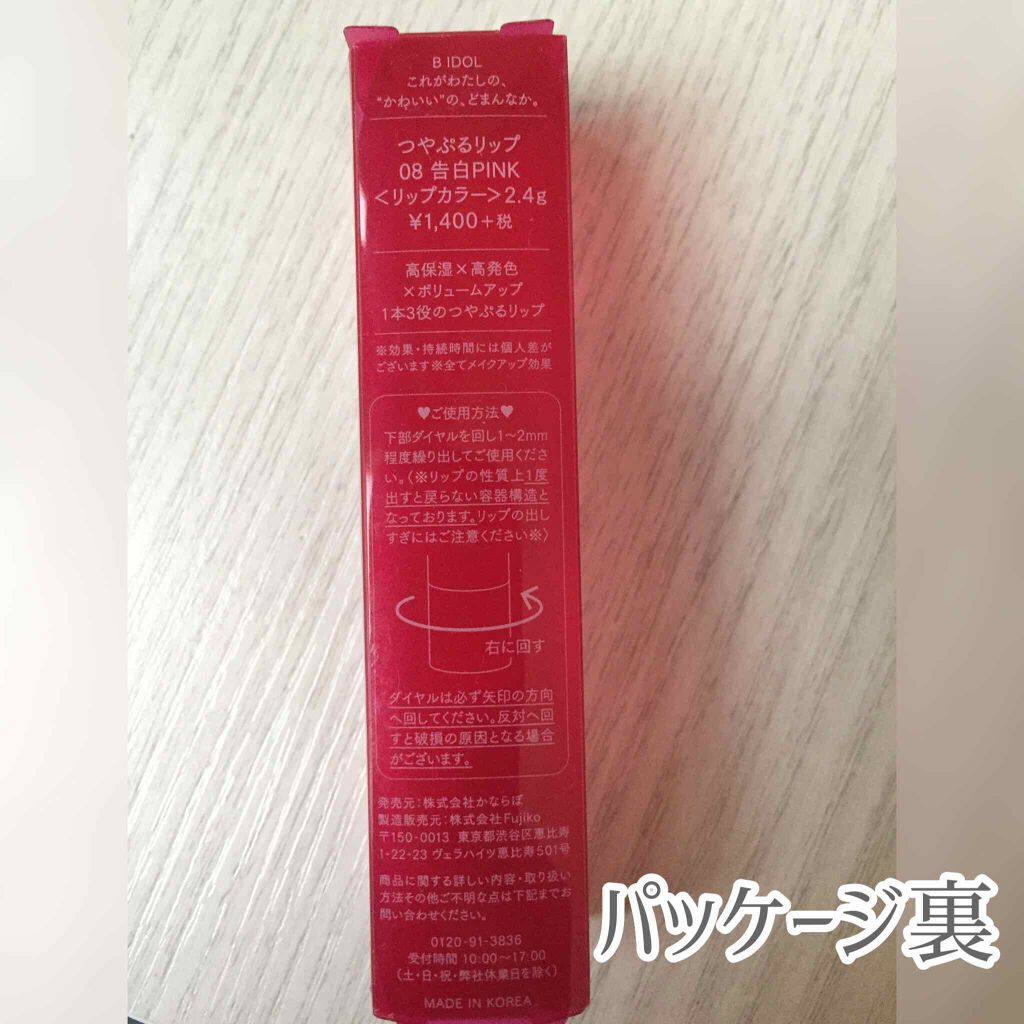 B IDOL
これがわたしの、
"かわいい"の、どまんなか。
つやぷるリップ
08 告白PINK
＜リップカラー＞2.4g
¥1,400+税
高保湿×高発色
×ボリュームアップ
1本3役のつやぷるリップ
※効果・持続時間には個人差が
ございます※全てメイクアップ効果
♥ご使用方法♥
下部ダイヤルを回し1〜2mm
程度繰り出してご使用くださ
い。〈※リップの性質上1度
出すと戻らない容器構造と
なっております。リップの出し
すぎにはご注意ください※〉
右に回す
ダイヤルは必ず矢印の方向
へ回してください。反対へ回
すと破損の原因となる場合
がございます。
発売元：株式会社かならぼ
製造販売元：株式会社Fujiko
〒150-0013 東京都渋谷区恵比寿
1-22-23 ヴェラハイツ恵比寿501号
商品に関する詳しい内容・取り扱い
方法その他ご不明な点は下記までお
問い合わせください。
0120-91-3836
受付時間 10:00〜17:00
（土・日・祝・弊社休業日を除く）
MADE IN KOREA
パッケージ裏